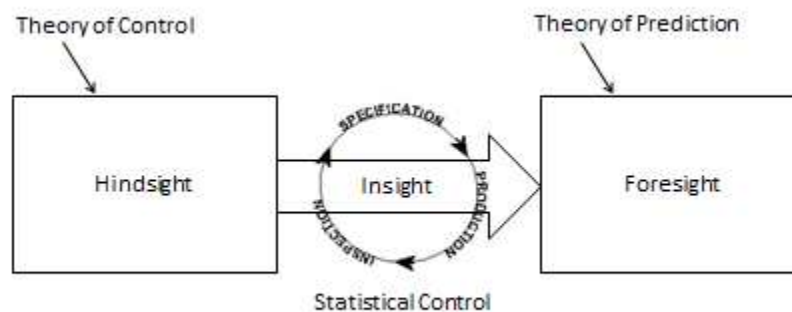 Theory of Control
Theory of Prediction
Hindsight
SPECIFICATION
Insight
PRODUCTION
INSPECTION
Foresight
Statistical Control